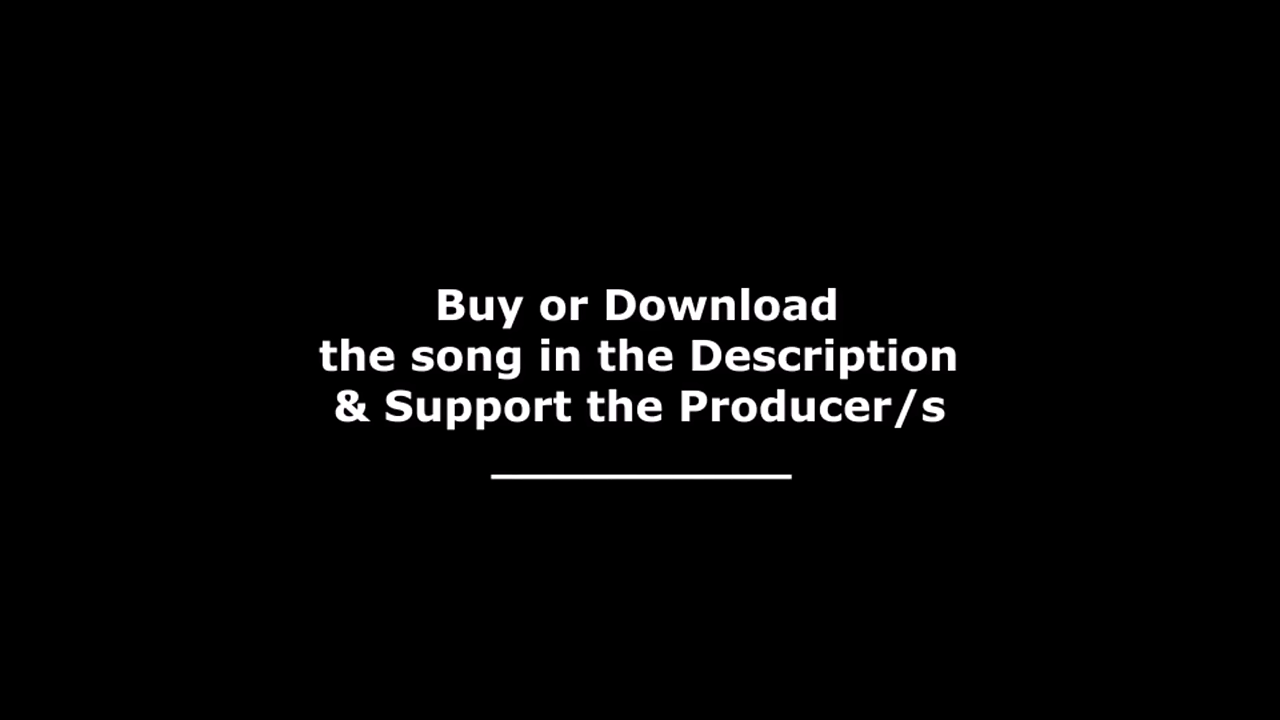 Buy or Download
the song in the Description
& Support the Producer/s